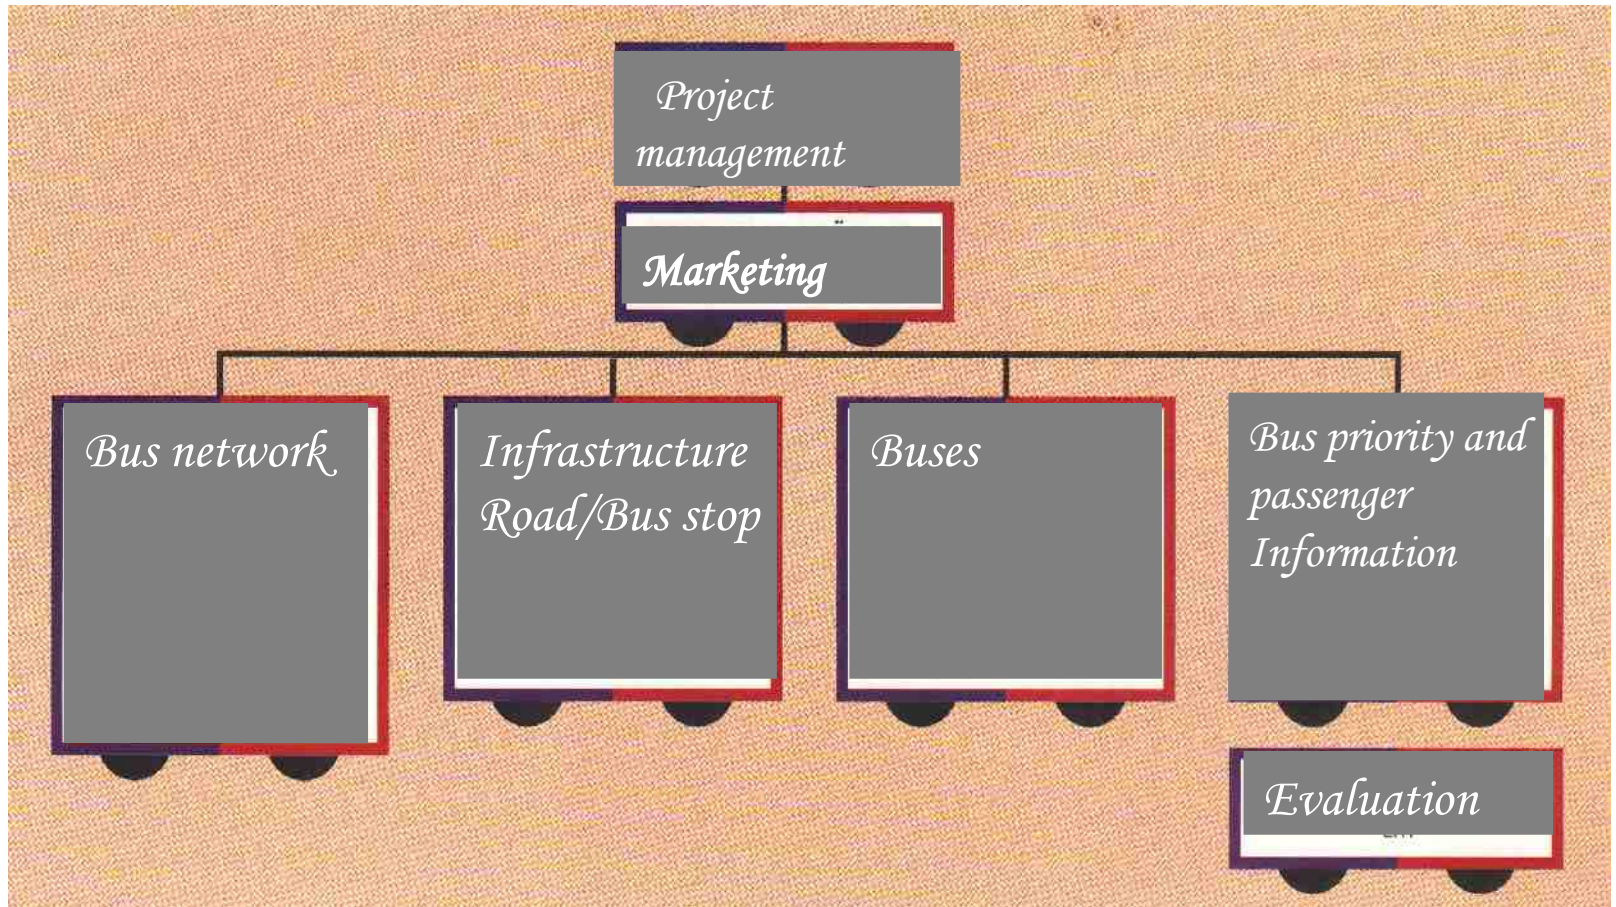 Project
management
Marketing
Bus network
Infrastructure
Road/Bus stop
Buses
Bus priority and
passenger
Information
Evaluation